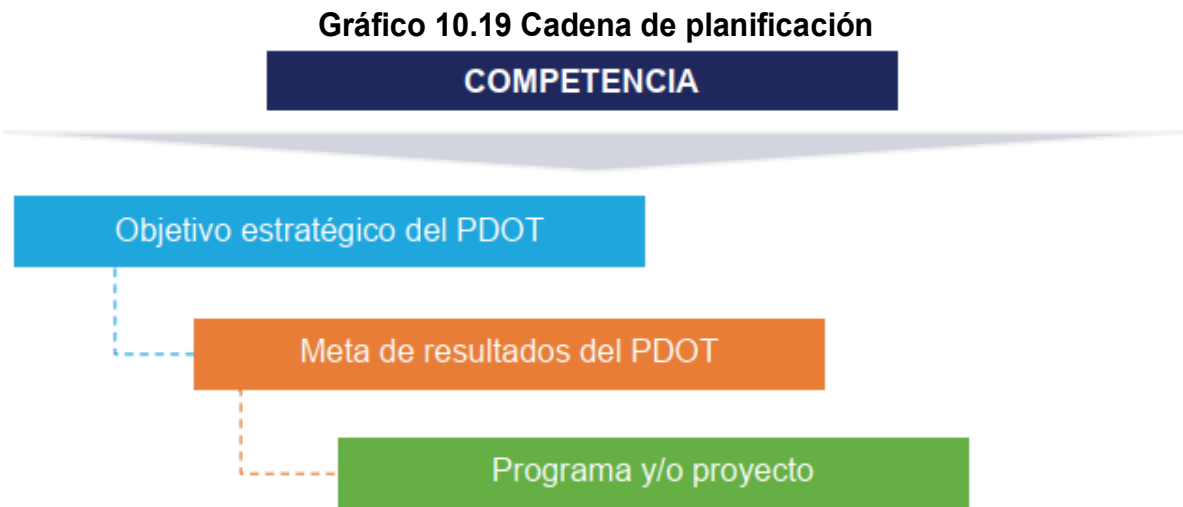 Gráfico 10.19 Cadena de planificación
COMPETENCIA
Objetivo estratégico del PDOT
Meta de resultados del PDOT
Programa y/o proyecto